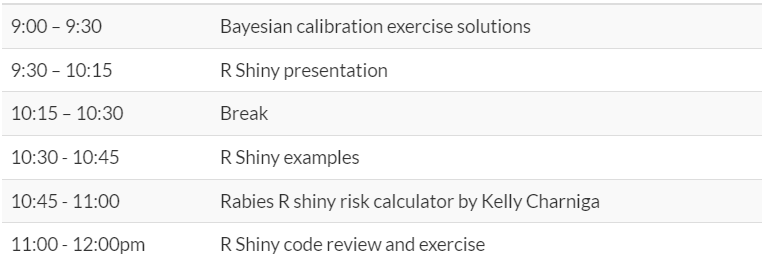 9:00 – 9:30 Bayesian calibration exercise solutions
9:30 – 10:15 R Shiny presentation
10:15 – 10:30 Break
10:30 - 10:45 R Shiny examples
10:45 - 11:00 Rabies R shiny risk calculator by Kelly Charniga
11:00 - 12:00pm R Shiny code review and exercise